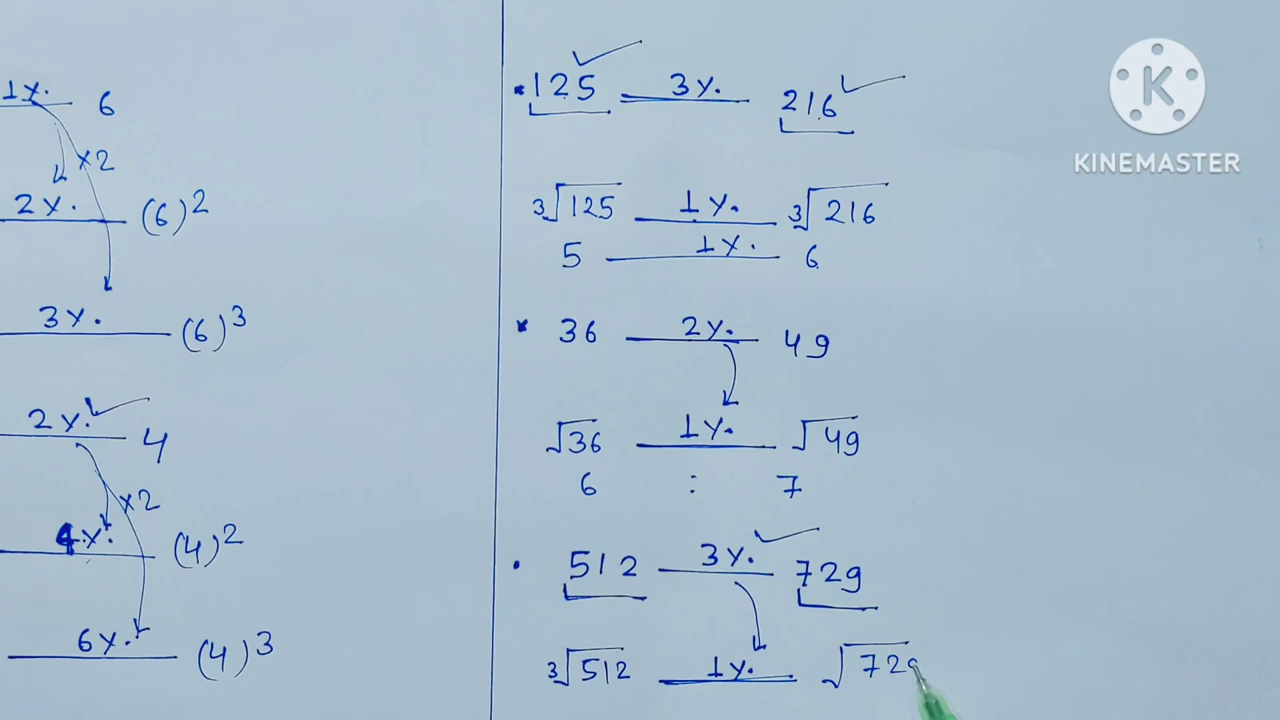 1y. 6
×2
2y. (6)^2
3y. (6)^3
2y. 4
×2
4y. (4)^2
6y. (4)^3
125 3y. 216
3√125 1y. 3√216
5 1y. 6
36 2y. 49
√36 1y. √49
6 : 7
512 3y. 729
3√512 1y. √729
KINEMASTER